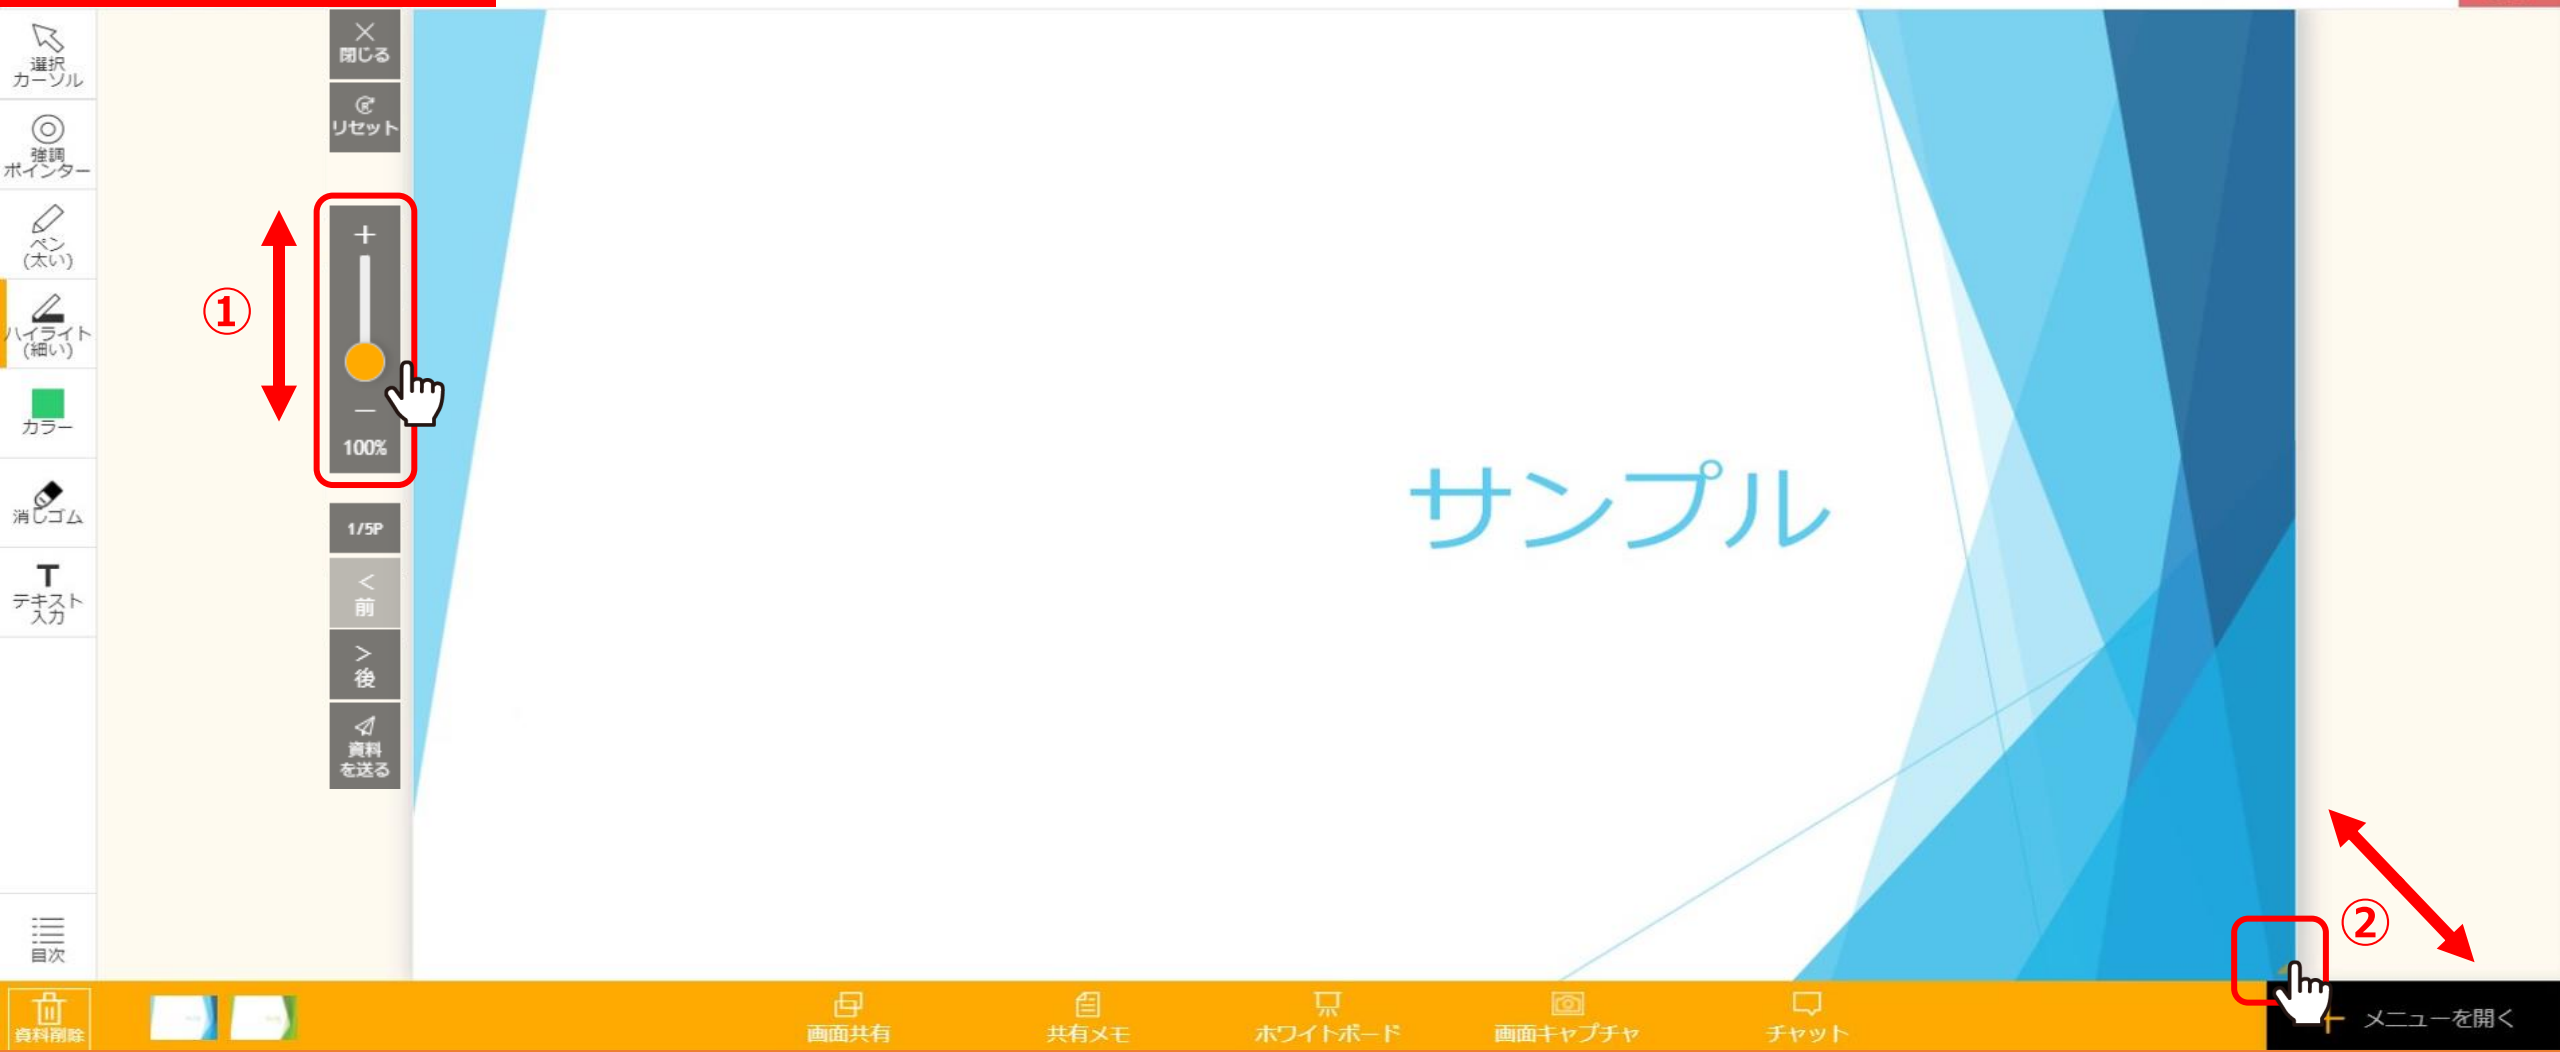 選択
カーソル
強調
ポインター
ペン
(太い)
ハイライト
(細い)
カラー
消しゴム
T
テキスト
入力
目次
閉じる
リセット
①
+
−
100%
1/5P
<
前
>
後
資料
を送る
サンプル
②
資料削除
画面共有
共有メモ
ホワイトボード
画面キャプチャ
チャット
メニューを開く